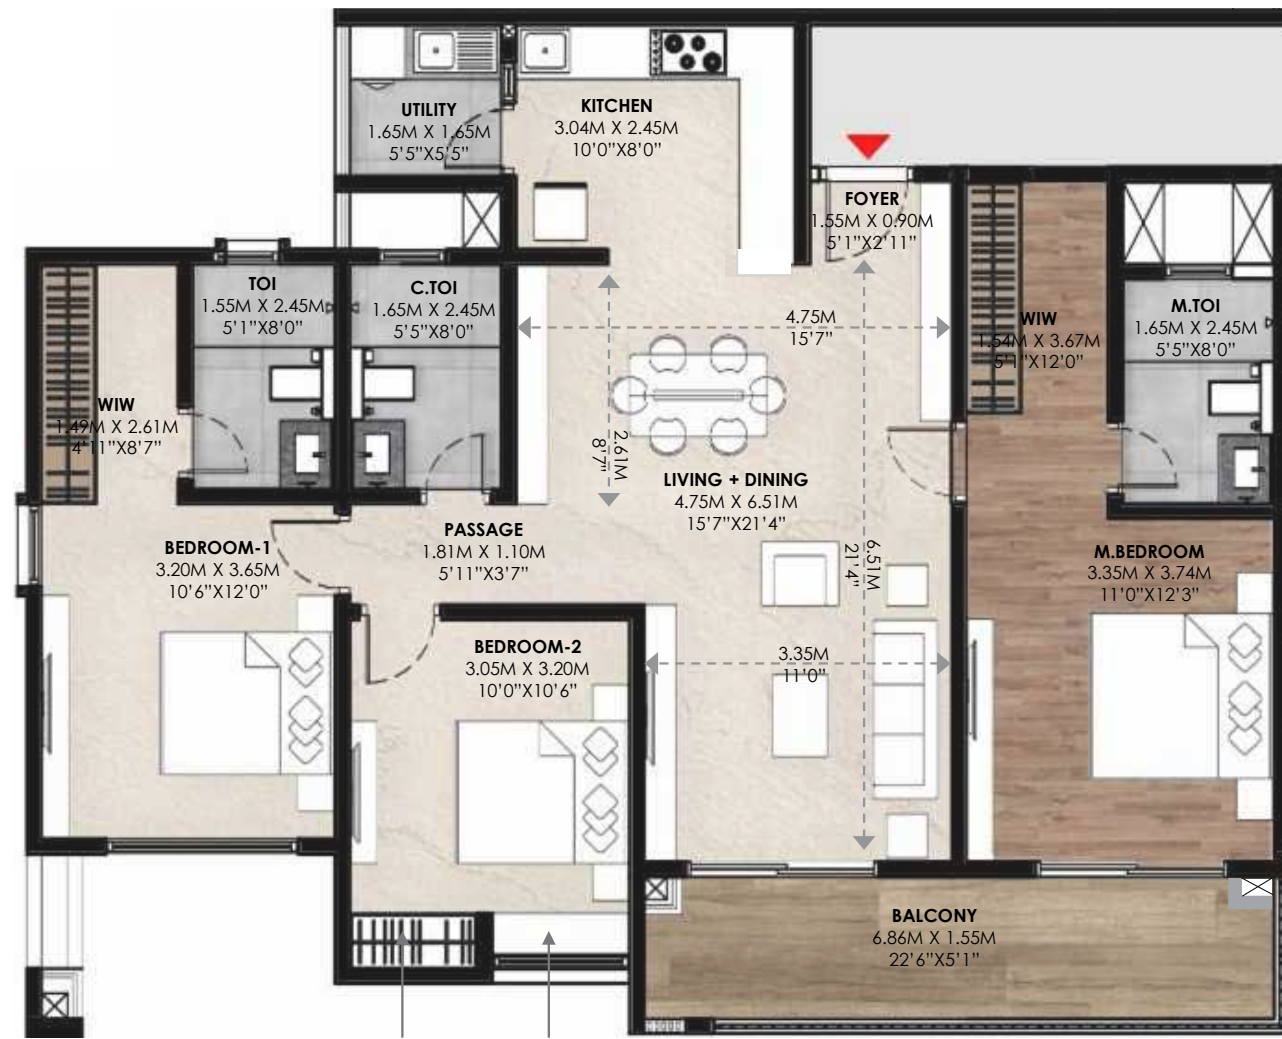 UTILITY
1.65M X 1.65M
5'5"X5'5"
KITCHEN
3.04M X 2.45M
10'0"X8'0"
FOYER
1.55M X 0.90M
5'1"X2'11"
TOI
1.55M X 2.45M
5'1"X8'0"
C.TOI
1.65M X 2.45M
5'5"X8'0"
4.75M
15'7"
WIW
1.54M X 3.67M
5'1"X12'0"
M.TOI
1.65M X 2.45M
5'5"X8'0"
WIW
1.49M X 2.61M
4'11"X8'7"
2.61M
8'7"
LIVING + DINING
4.75M X 6.51M
15'7"X21'4"
PASSAGE
1.81M X 1.10M
5'11"X3'7"
BEDROOM-1
3.20M X 3.65M
10'6"X12'0"
6.51M
21'4"
M.BEDROOM
3.35M X 3.74M
11'0"X12'3"
BEDROOM-2
3.05M X 3.20M
10'0"X10'6"
3.35M
11'0"
BALCONY
6.86M X 1.55M
22'6"X5'1"